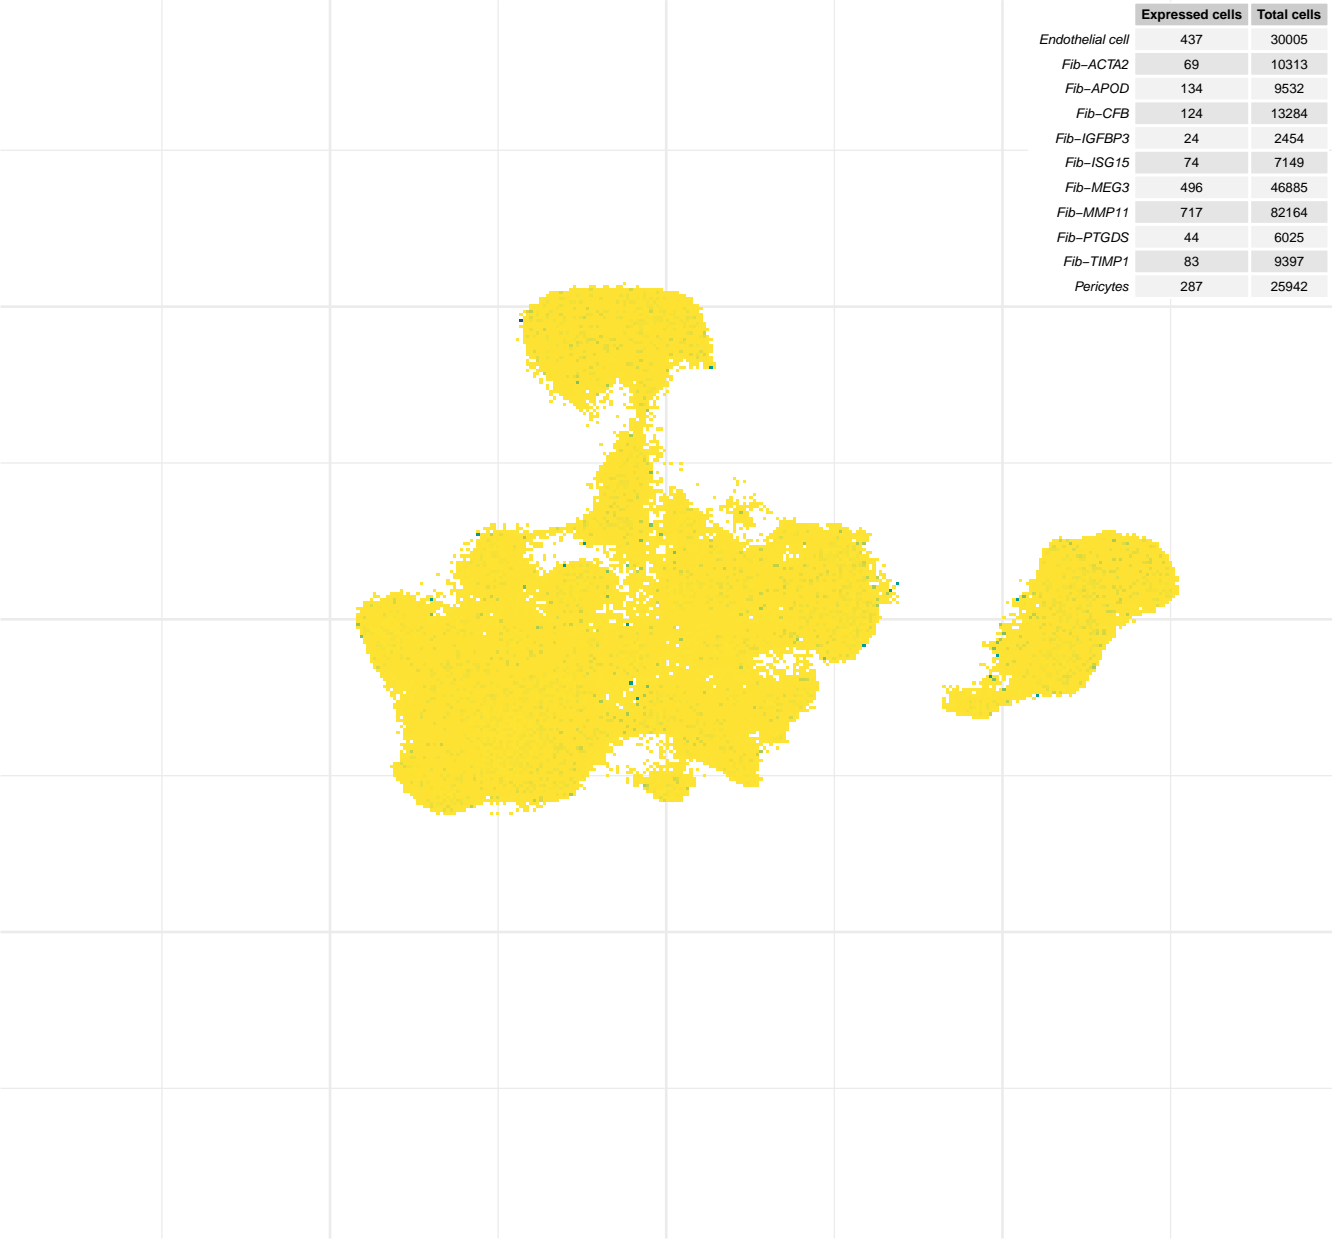 Expressed cells Total cells
Endothelial cell 437 30005
Fib−ACTA2 69 10313
Fib−APOD 134 9532
Fib−CFB 124 13284
Fib−IGFBP3 24 2454
Fib−ISG15 74 7149
Fib−MEG3 496 46885
Fib−MMP11 717 82164
Fib−PTGDS 44 6025
Fib−TIMP1 83 9397
Pericytes 287 25942